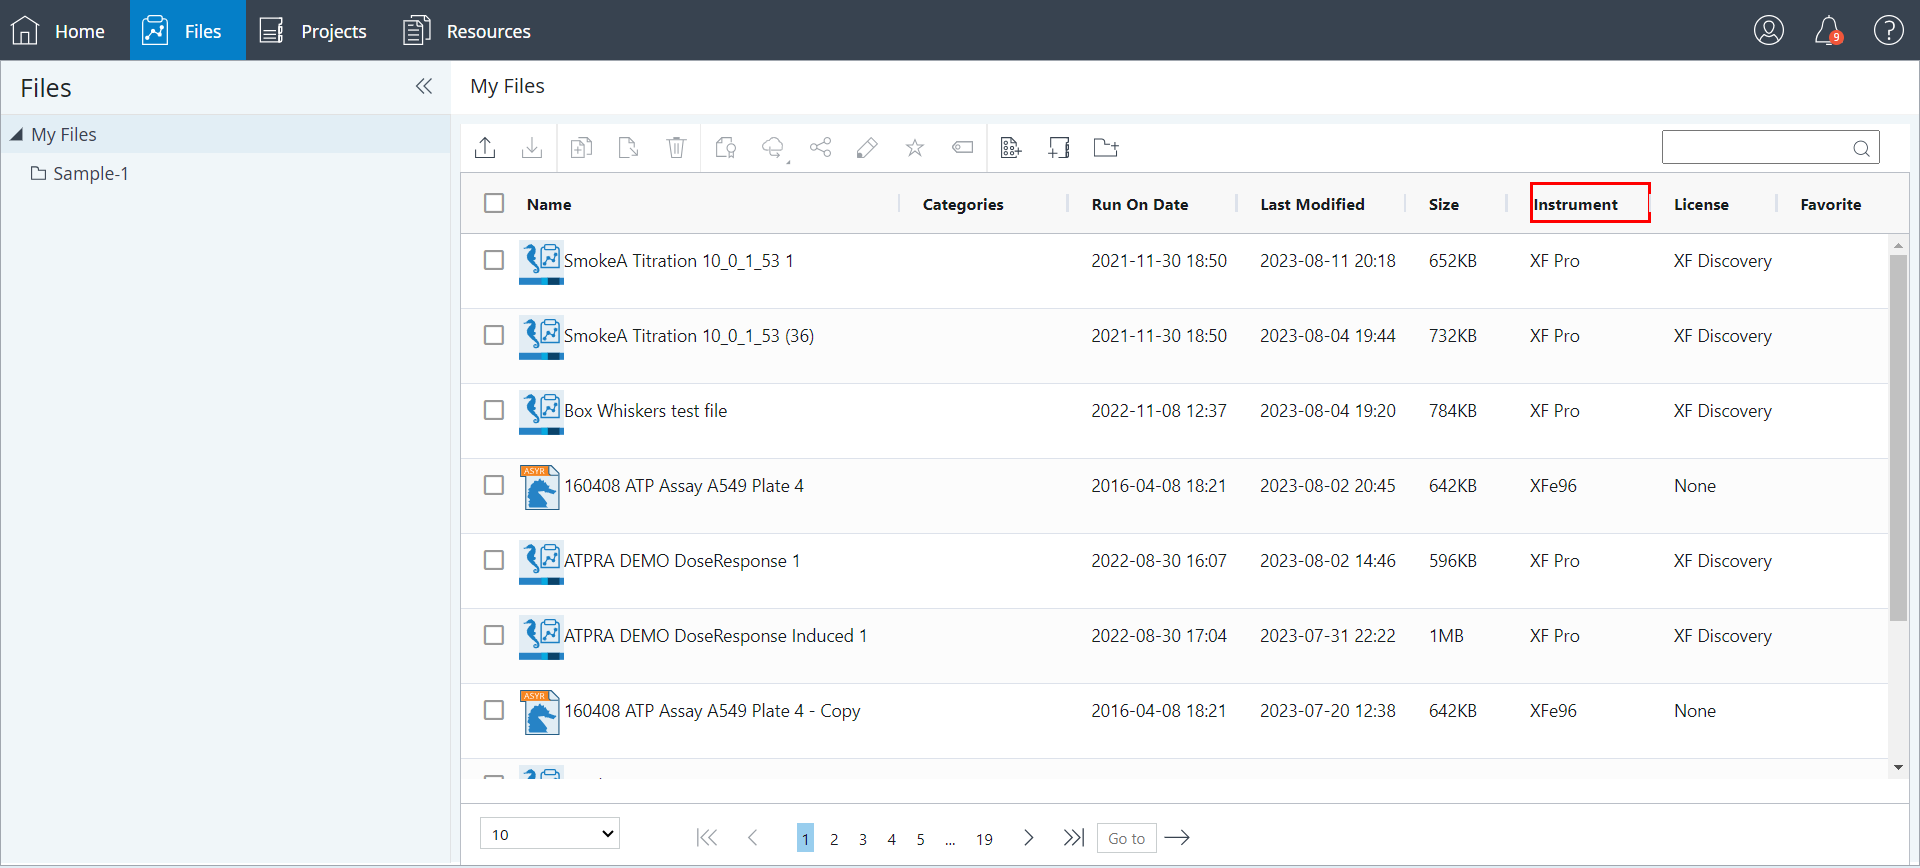 Home Files Projects Resources 9 ?
Files
My Files
My Files
Sample-1
Name Categories Run On Date Last Modified Size Instrument License Favorite
SmokeA Titration 10_0_1_53 1 2021-11-30 18:50 2023-08-11 20:18 652KB XF Pro XF Discovery
SmokeA Titration 10_0_1_53 (36) 2021-11-30 18:50 2023-08-04 19:44 732KB XF Pro XF Discovery
Box Whiskers test file 2022-11-08 12:37 2023-08-04 19:20 784KB XF Pro XF Discovery
ASYR 160408 ATP Assay A549 Plate 4 2016-04-08 18:21 2023-08-02 20:45 642KB XFe96 None
ATPRA DEMO DoseResponse 1 2022-08-30 16:07 2023-08-02 14:46 596KB XF Pro XF Discovery
ATPRA DEMO DoseResponse Induced 1 2022-08-30 17:04 2023-07-31 22:22 1MB XF Pro XF Discovery
ASYR 160408 ATP Assay A549 Plate 4 - Copy 2016-04-08 18:21 2023-07-20 12:38 642KB XFe96 None
10 1 2 3 4 5 ... 19 Go to